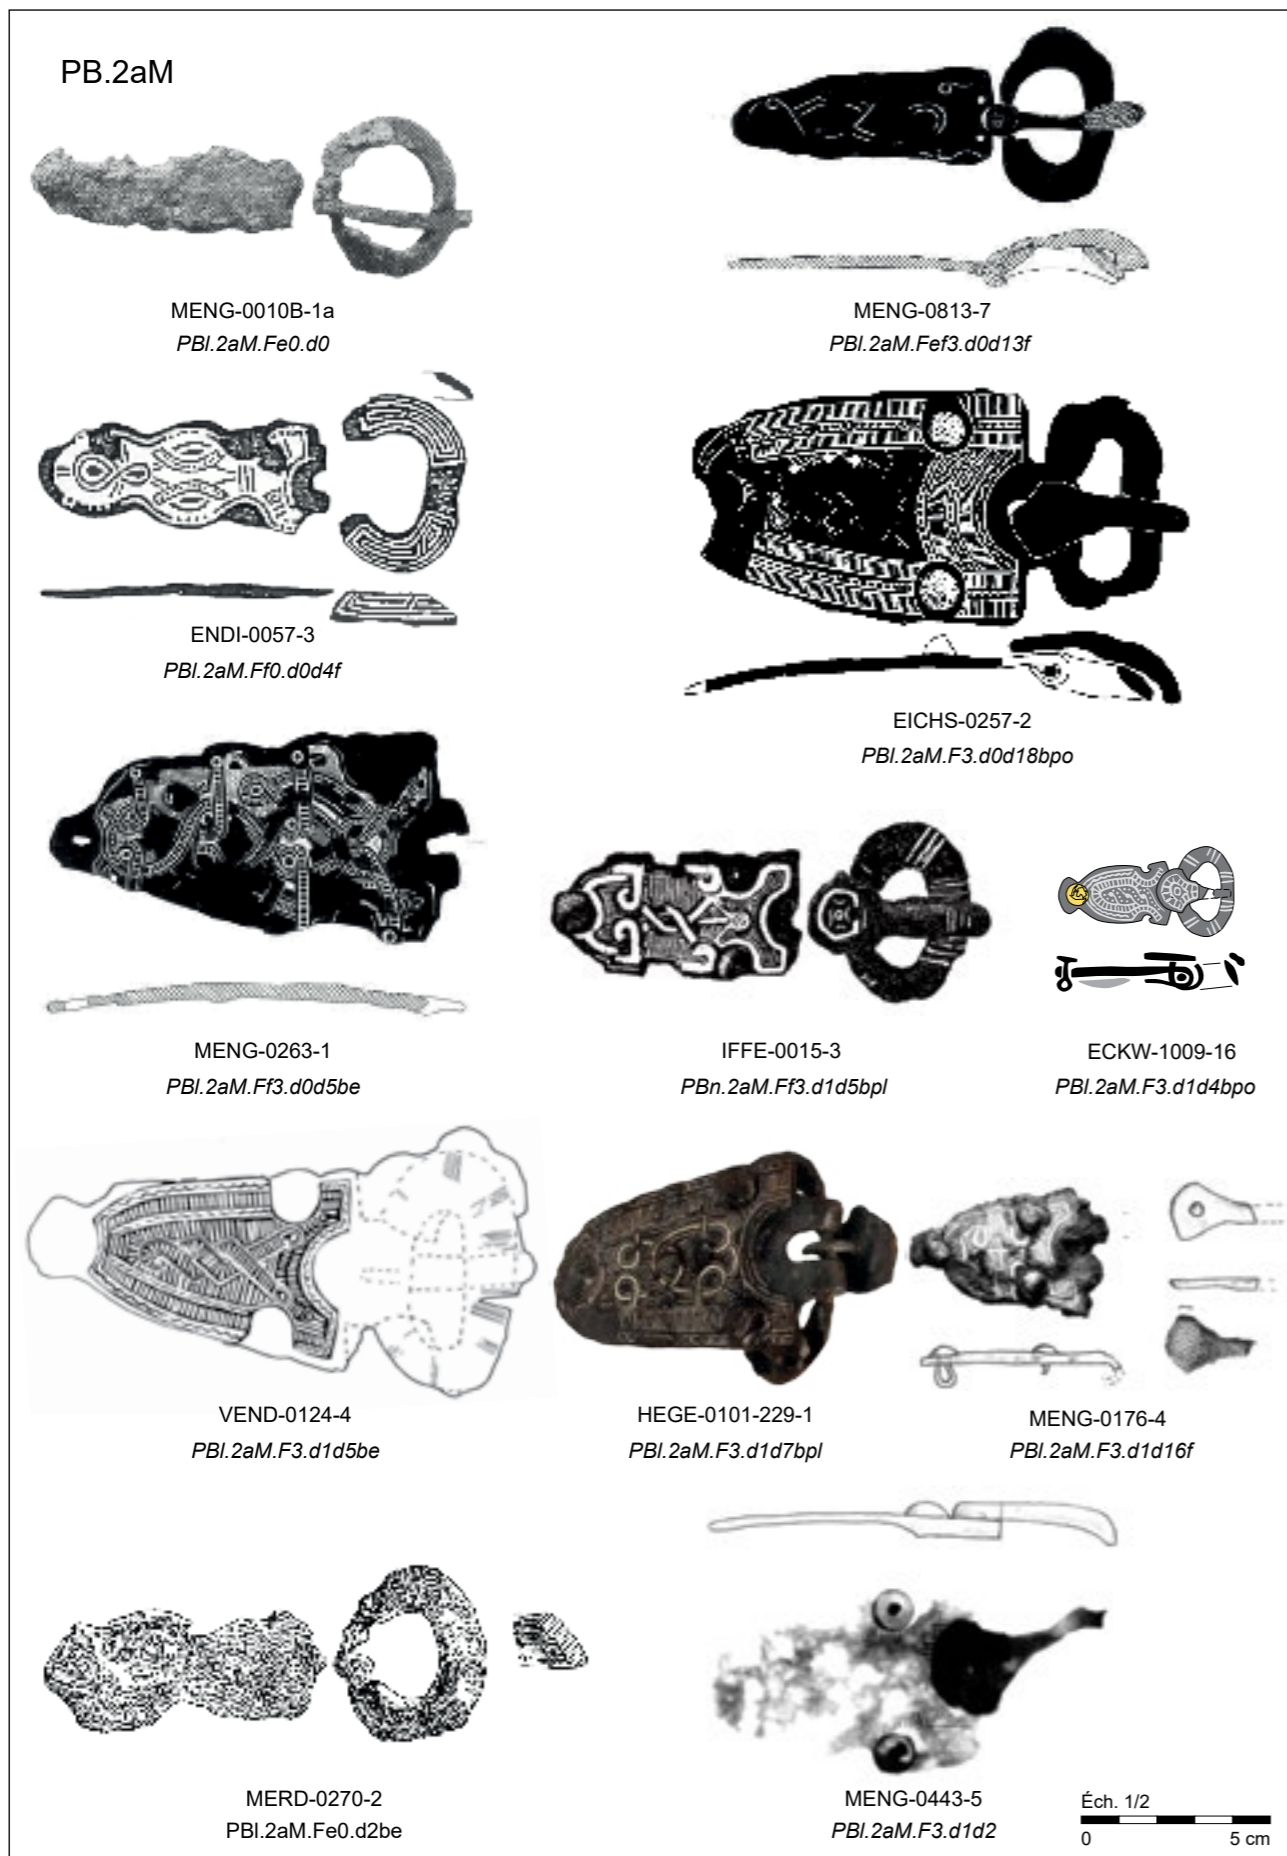 PB.2aM
MENG-0010B-1a
PBl.2aM.Fe0.d0
MENG-0813-7
PBl.2aM.Fef3.d0d13f
ENDI-0057-3
PBl.2aM.Ff0.d0d4f
EICHS-0257-2
PBl.2aM.F3.d0d18bpo
MENG-0263-1
PBl.2aM.Ff3.d0d5be
IFFE-0015-3
PBn.2aM.Ff3.d1d5bpl
ECKW-1009-16
PBl.2aM.F3.d1d4bpo
VEND-0124-4
PBl.2aM.F3.d1d5be
HEGE-0101-229-1
PBl.2aM.F3.d1d7bpl
MENG-0176-4
PBl.2aM.F3.d1d16f
MERD-0270-2
PBl.2aM.Fe0.d2be
MENG-0443-5
PBl.2aM.F3.d1d2
Éch. 1/2
0 5 cm